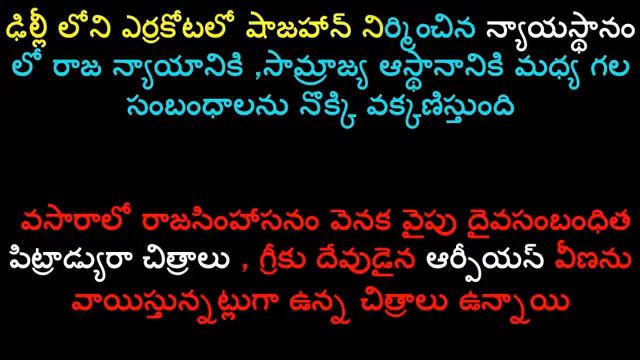 ఢిల్లీ లోని ఎర్రకోటలో షాజహాన్ నిర్మించిన న్యాయస్థానం
లో రాజ న్యాయానికి ,సామ్రాజ్య ఆస్థానానికి మధ్య గల
సంబంధాలను నొక్కి వక్కణిస్తుంది
వసారాలో రాజసింహాసనం వెనక వైపు దైవసంబంధిత
పిట్రాడ్యురా చిత్రాలు , గ్రీకు దేవుడైన ఆర్పీయస్ వీణను
వాయిస్తున్నట్లుగా ఉన్న చిత్రాలు ఉన్నాయి